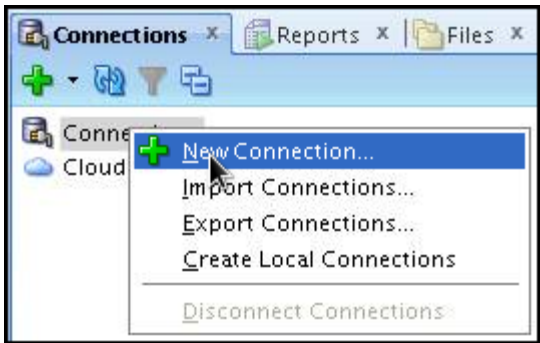 Connections x Reports x Files x
Conne
New Connection...
Cloud
Import Connections...
Export Connections...
Create Local Connections
Disconnect Connections